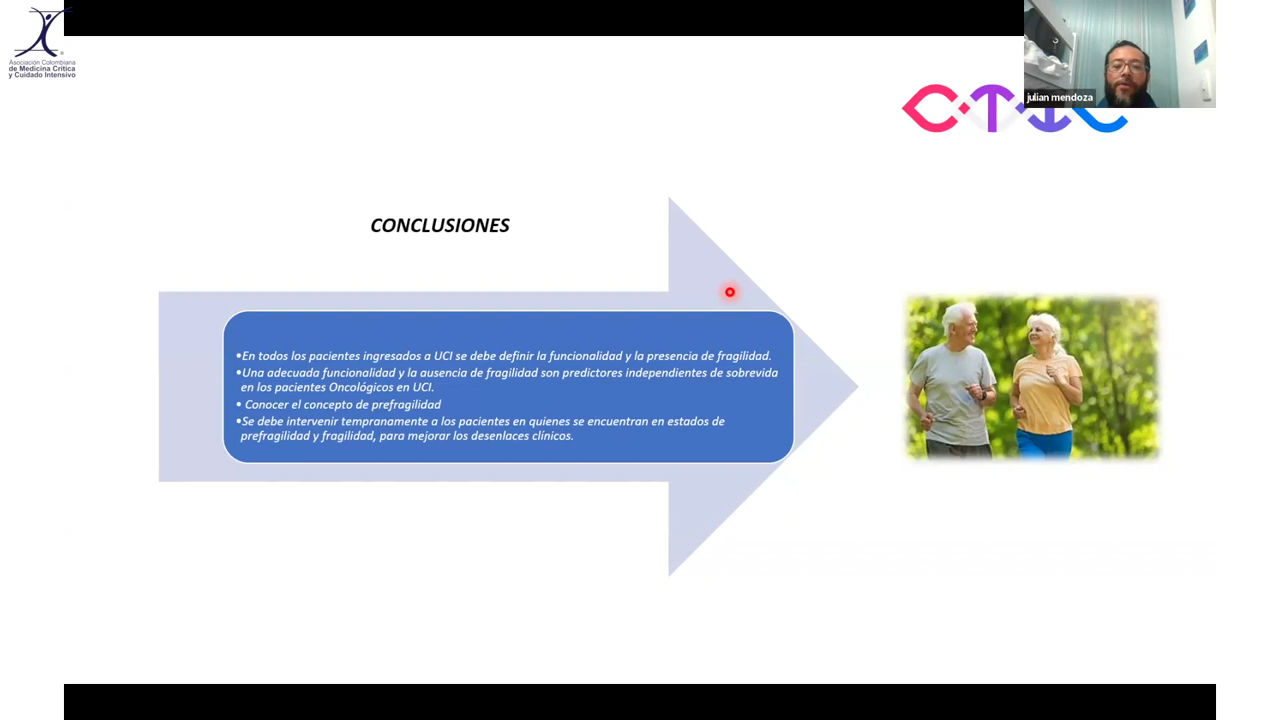 Asociación Colombiana
de Medicina Crítica
y Cuidado Intensivo
julian mendoza
CTIC
CONCLUSIONES
•En todos los pacientes ingresados a UCI se debe definir la funcionalidad y la presencia de fragilidad.
•Una adecuada funcionalidad y la ausencia de fragilidad son predictores independientes de sobrevida
en los pacientes Oncológicos en UCI.
• Conocer el concepto de prefragilidad
•Se debe intervenir tempranamente a los pacientes en quienes se encuentran en estados de
prefragilidad y fragilidad, para mejorar los desenlaces clínicos.